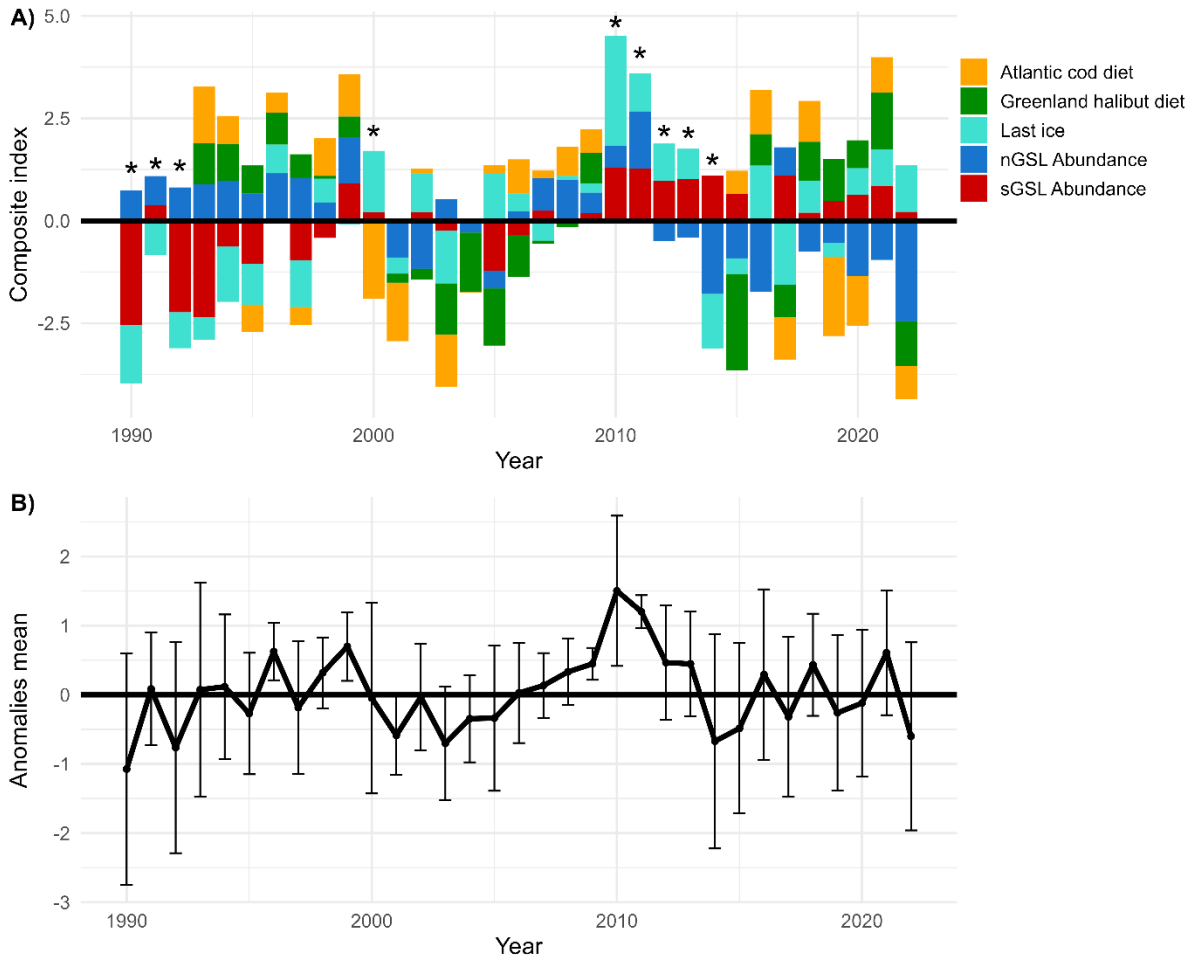 A)
5.0
2.5
0.0
-2.5
Composite index
* * * * * * * * *
1990
2000
2010
2020
Year
Atlantic cod diet
Greenland halibut diet
Last ice
nGSL Abundance
sGSL Abundance
B)
2
1
0
-1
-2
-3
Anomalies mean
1990
2000
2010
2020
Year